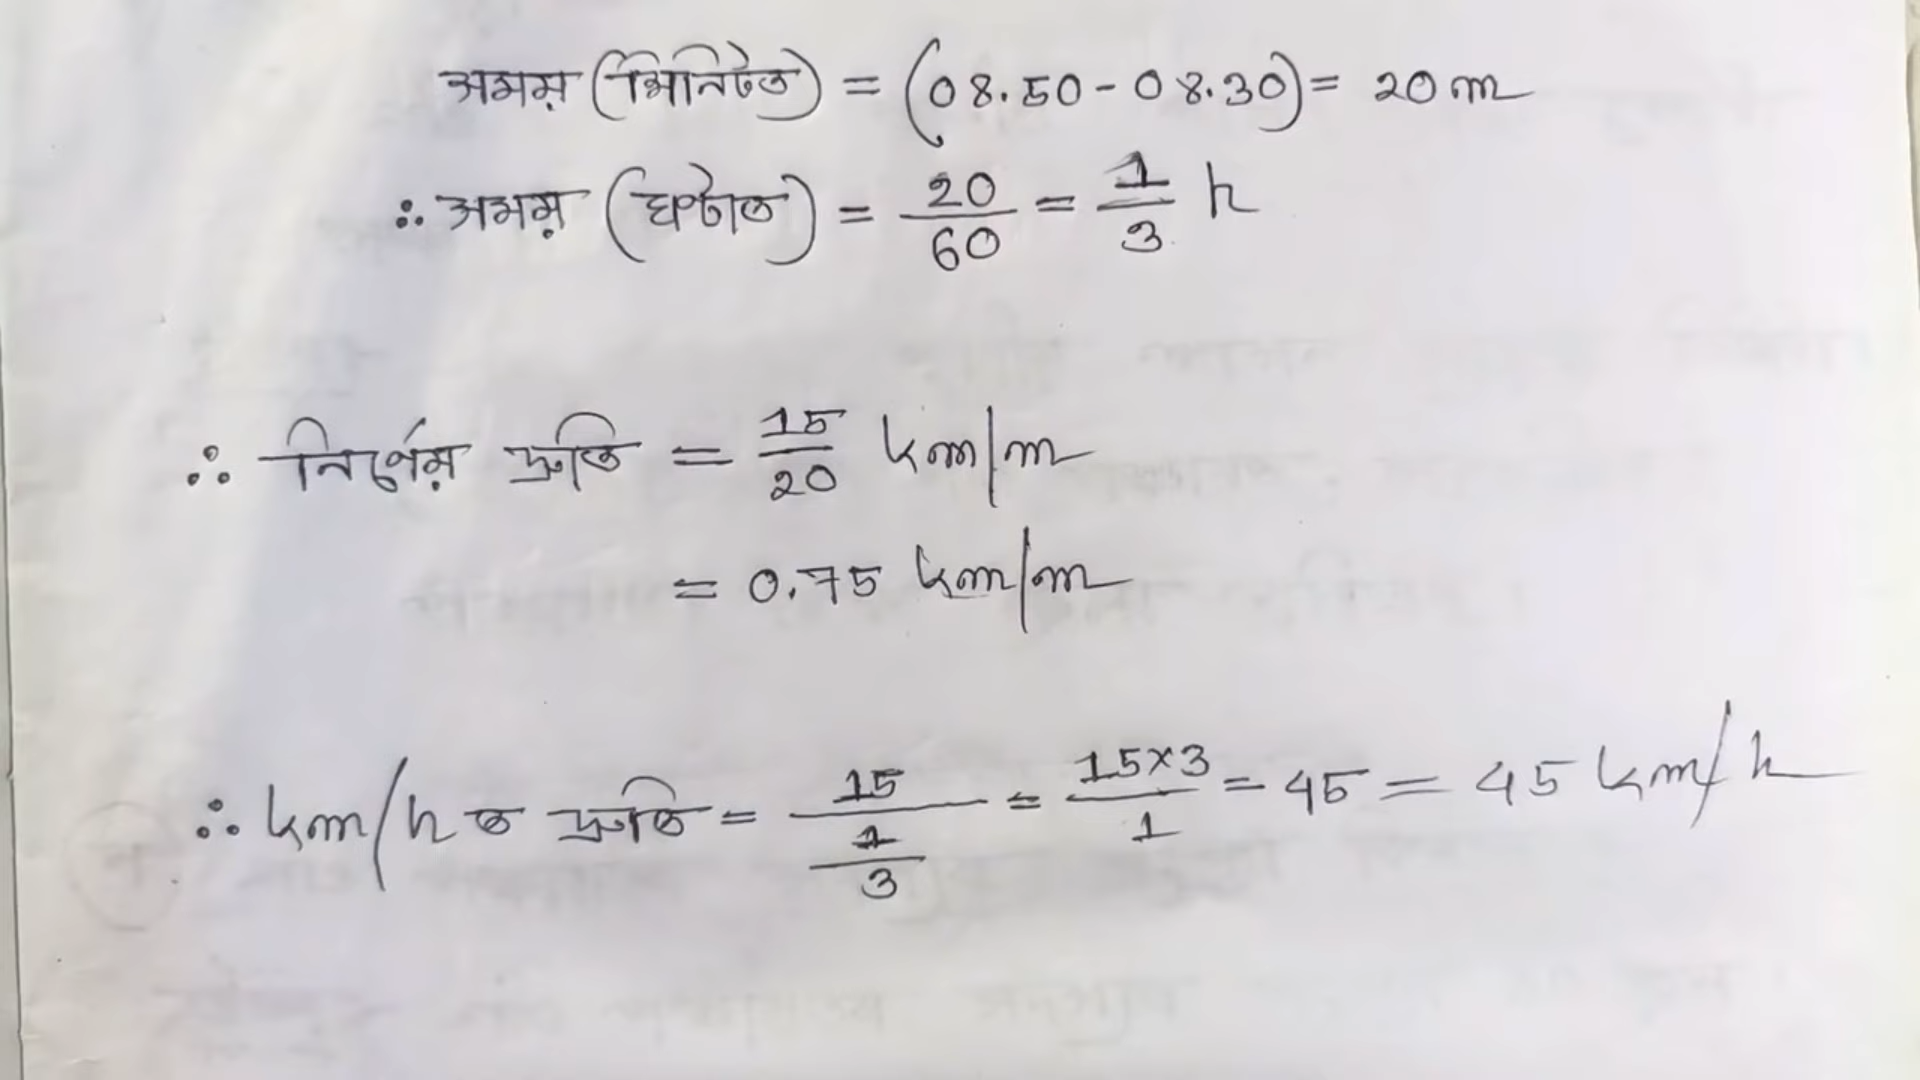 সময় (মিনিটে) = (08.50 - 08.30) = 20 m
∴ সময় (ঘণ্টাত) = 20/60 = 1/3 h
∴ নিৰ্ণেয় দ্ৰুতি = 15/20 km/m
= 0.75 km/m
∴ km/h ত দ্ৰুতি = 15/(1/3) = 15×3/1 = 45 = 45 km/h